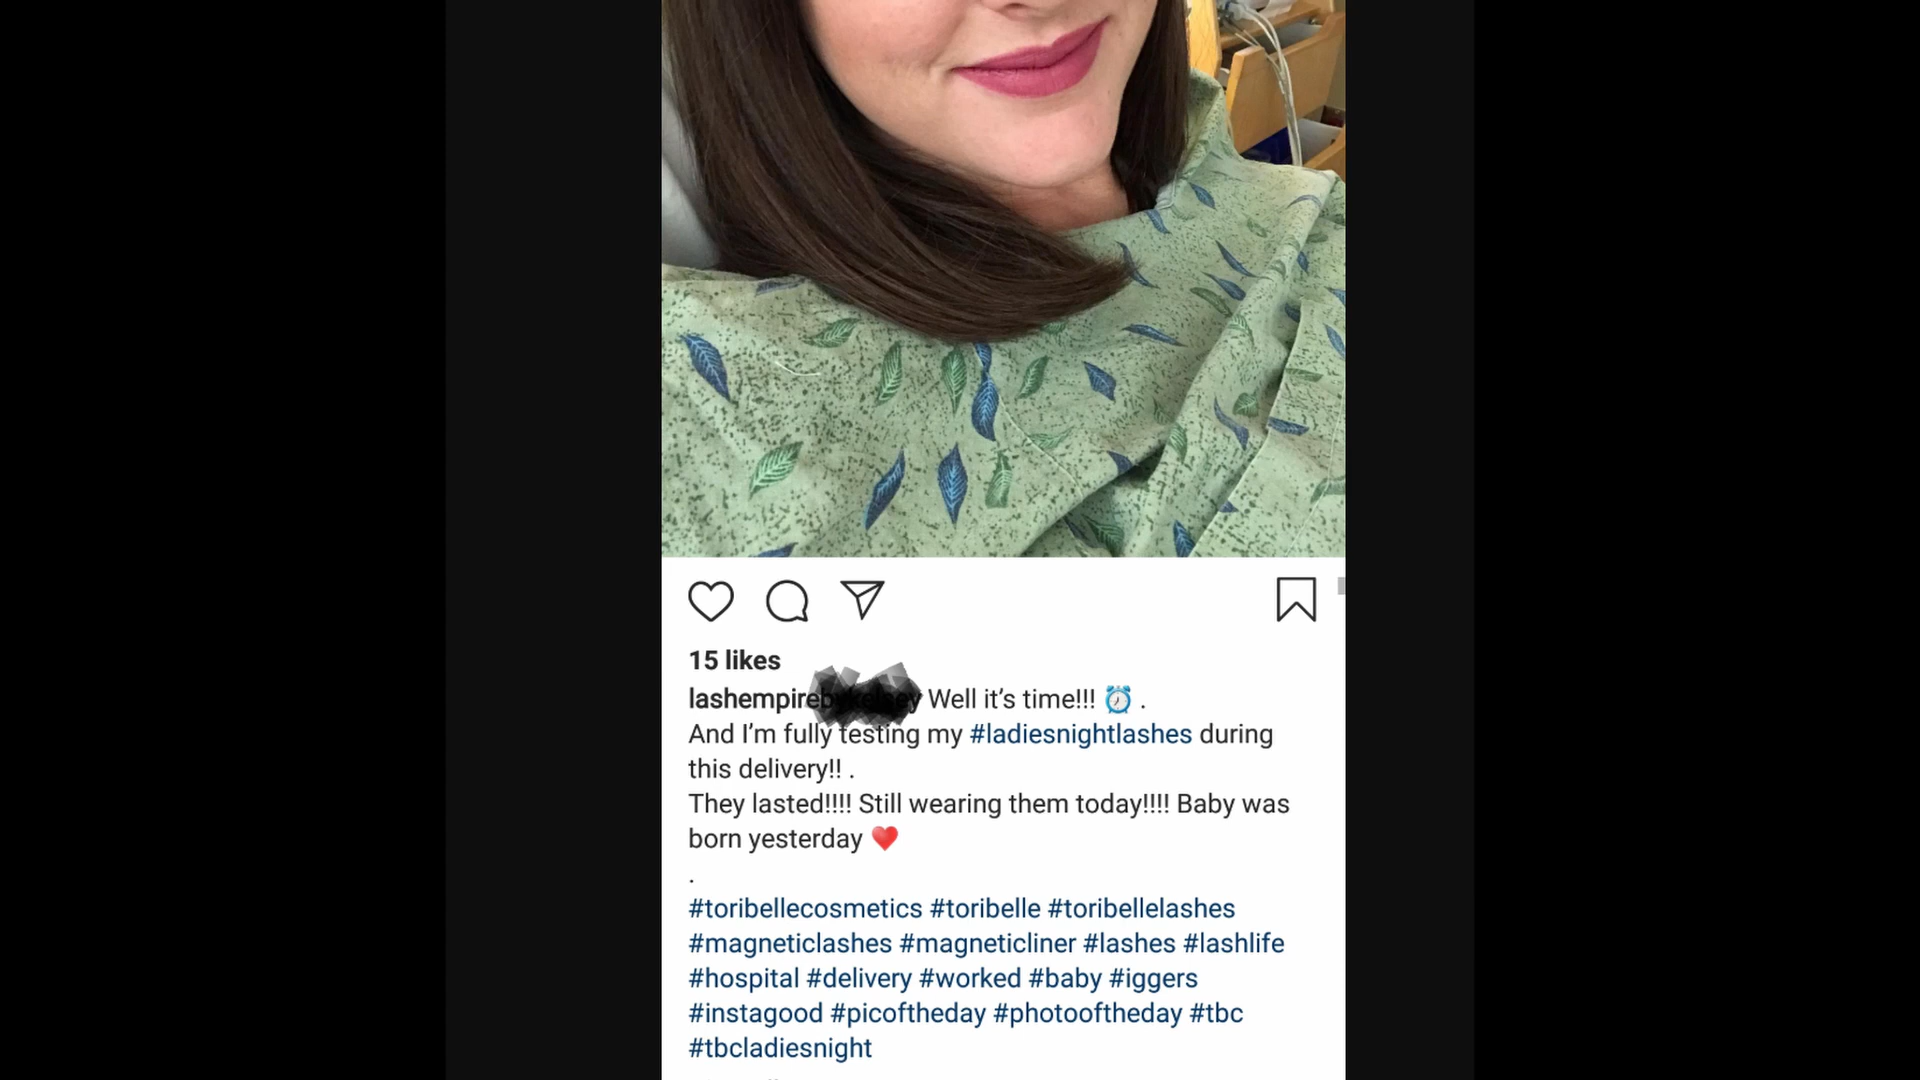 15 likes
lashempire Well it’s time!!! ⏰ .
And I’m fully testing my #ladiesnightlashes during
this delivery!! .
They lasted!!!! Still wearing them today!!!! Baby was
born yesterday ❤️
.
#toribellecosmetics #toribelle #toribellelashes
#magneticlashes #magneticliner #lashes #lashlife
#hospital #delivery #worked #baby #iggers
#instagood #picoftheday #photooftheday #tbc
#tbcladiesnight